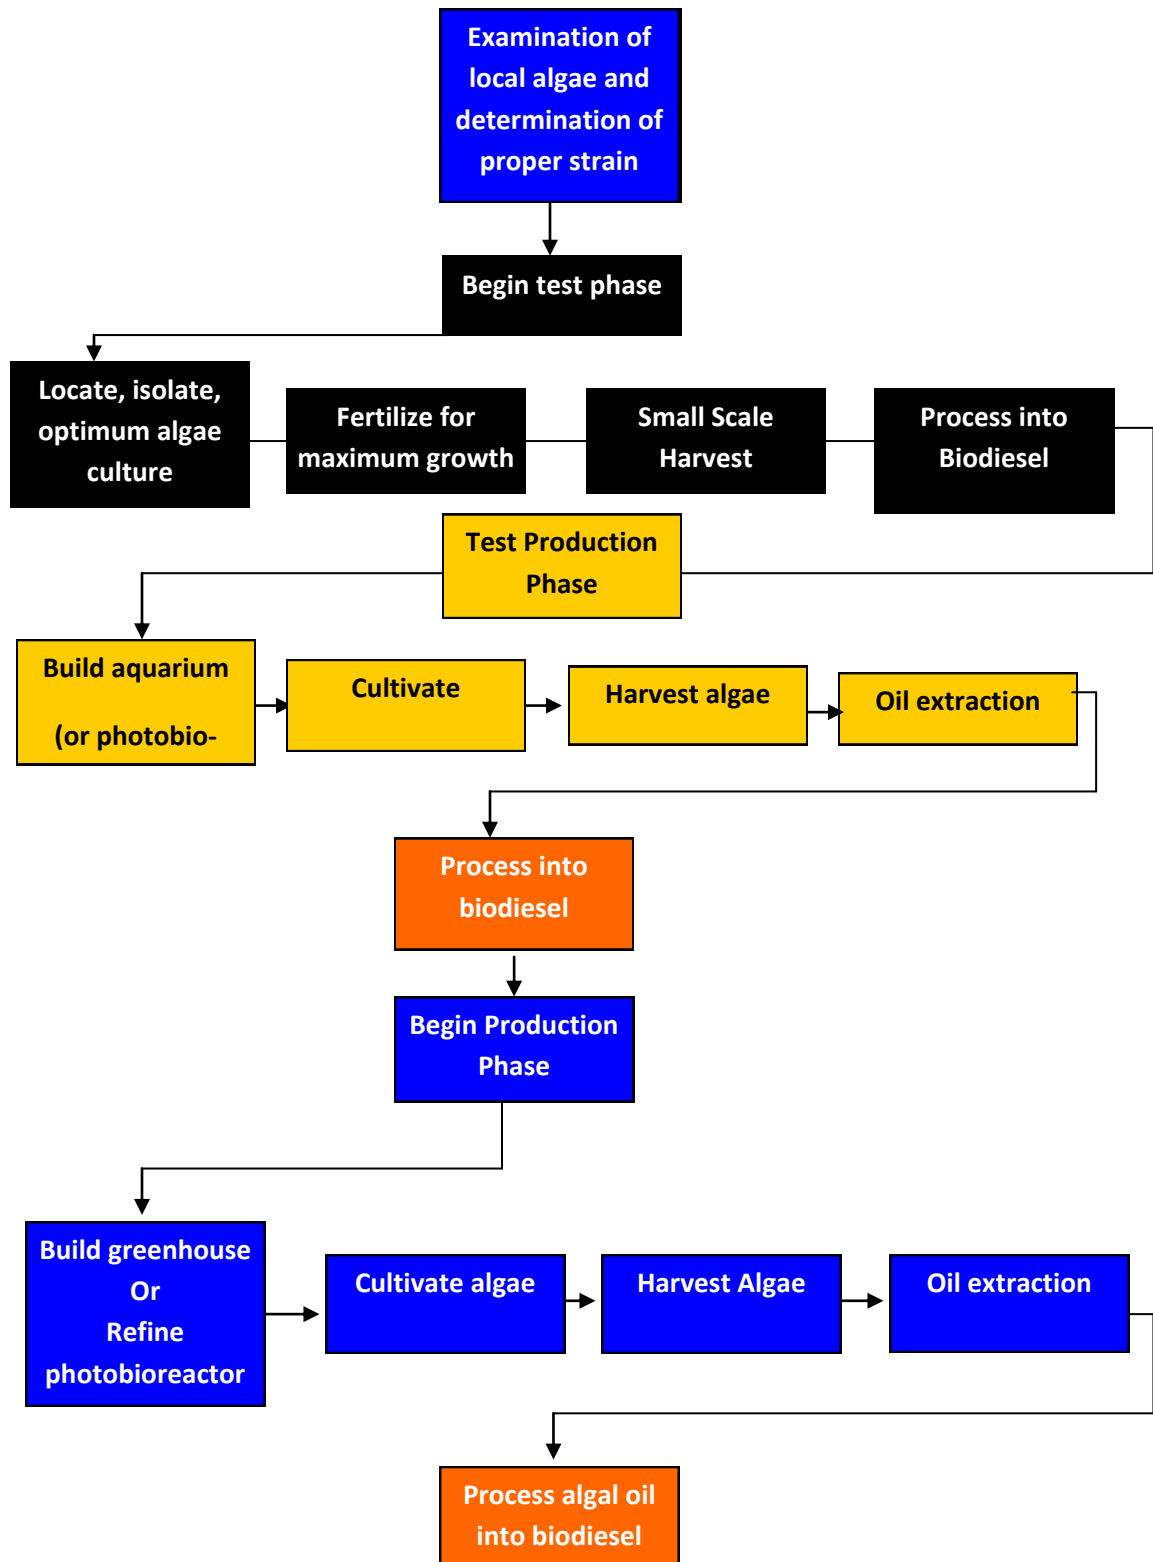 Examination of
local algae and
determination of
proper strain
Begin test phase
Locate, isolate,
optimum algae
culture
Fertilize for
maximum growth
Small Scale
Harvest
Process into
Biodiesel
Test Production
Phase
Build aquarium
(or photobio-
Cultivate
Harvest algae
Oil extraction
Process into
biodiesel
Begin Production
Phase
Build greenhouse
Or
Refine
photobioreactor
Cultivate algae
Harvest Algae
Oil extraction
Process algal oil
into biodiesel